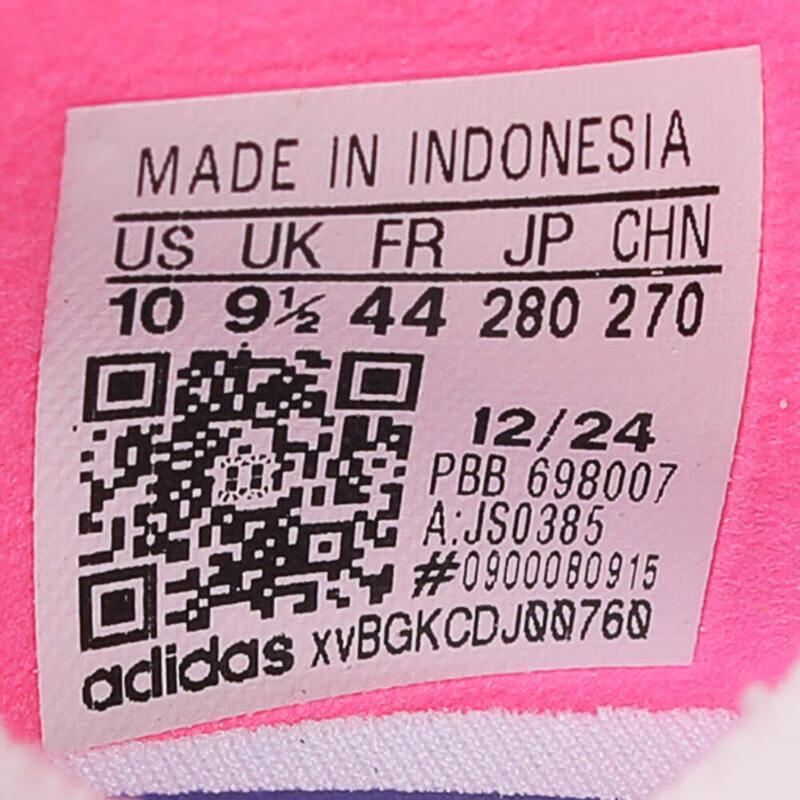 MADE IN INDONESIA
US UK FR JP CHN
10 9½ 44 280 270
12/24
PBB 698007
A:JS0385
#0900080915
adidas XVBGKCDJ00760